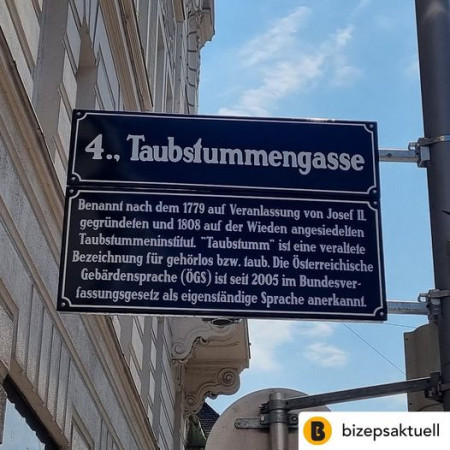 4., Taubstummengasse
Benannt nach dem 1779 auf Veranlassung von Josef II.
gegründeten und 1808 auf der Wieden angesiedelten
Taubstummeninstitut. "Taubstumm" ist eine veraltete
Bezeichnung für gehörlos bzw. taub. Die Österreichische
Gebärdensprache (ÖGS) ist seit 2005 im Bundesver-
fassungsgesetz als eigenständige Sprache anerkannt.
B bizepsaktuell